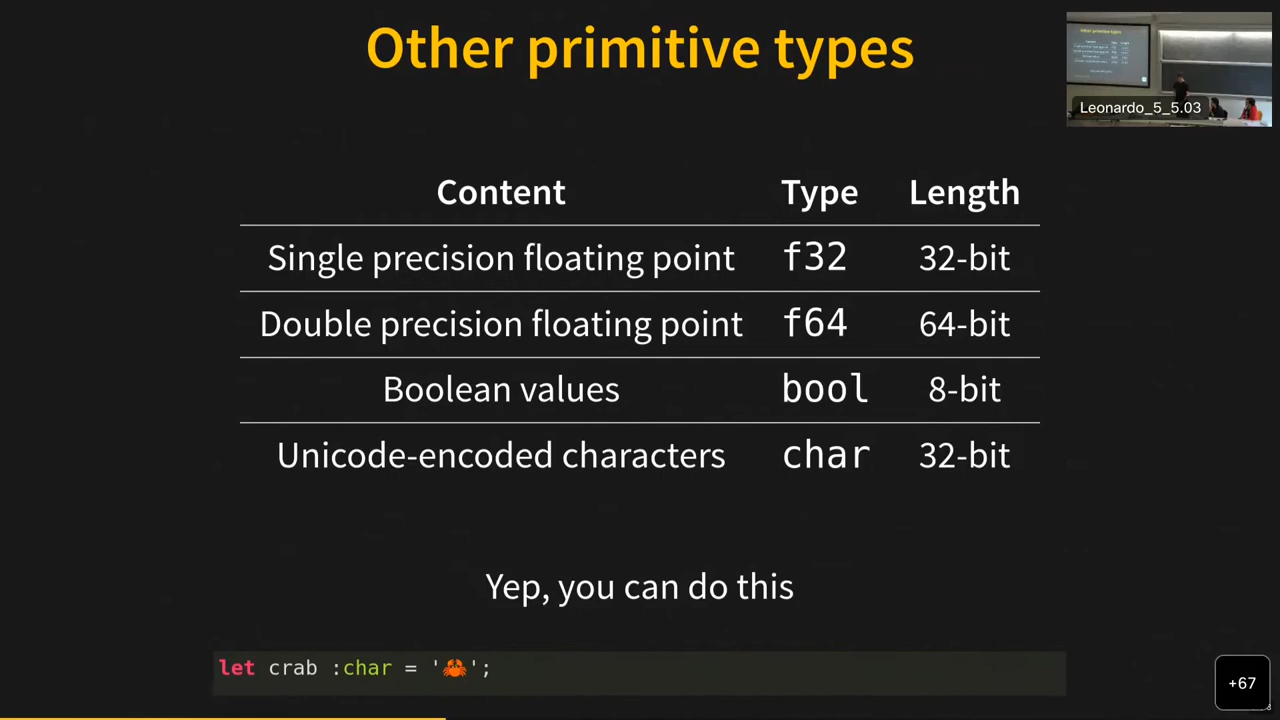 Other primitive types
Leonardo_5_5.03
Content Type Length
Single precision floating point f32 32-bit
Double precision floating point f64 64-bit
Boolean values bool 8-bit
Unicode-encoded characters char 32-bit
Yep, you can do this
let crab :char = '🦀';
+67